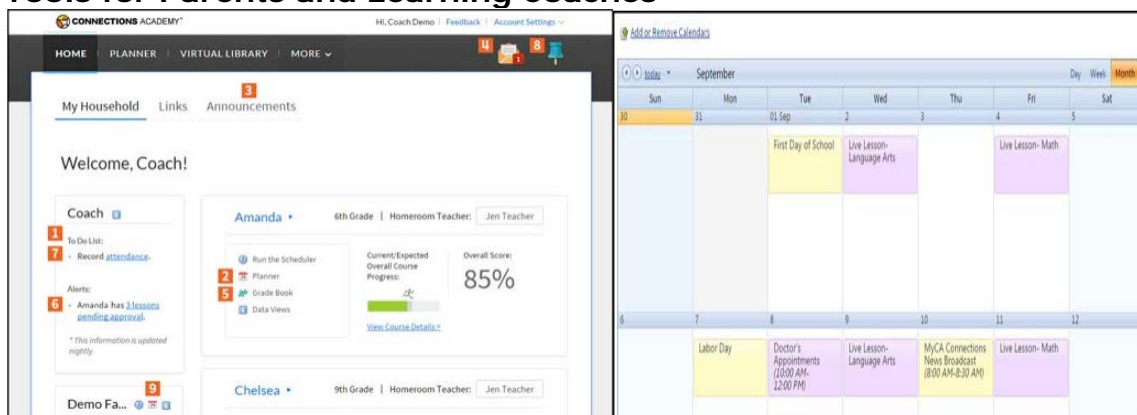 Tools for Parents and Learning Coaches
CONNECTIONS ACADEMY
Hi, Coach Demo | Feedback | Account Settings
HOME PLANNER VIRTUAL LIBRARY MORE
4 1 8
3
My Household Links Announcements
Welcome, Coach!
Coach
1 To Do List:
7 Record attendance.
Alerts:
6 Amanda has 3 lessons
pending approval.
* This information is updated
nightly.
9
Demo Fa...
Amanda 6th Grade | Homeroom Teacher: Jen Teacher
Run the Scheduler
2 Planner
5 Grade Book
Data Views
Current/Expected
Overall Course
Progress:
View Course Details >
Overall Score:
85%
Chelsea 9th Grade | Homeroom Teacher: Jen Teacher
Add or Remove Calendars
today September Day Week Month
Sun Mon Tue Wed Thu Fri Sat
30 31 01 Sep 2 3 4 5
First Day of School
Live Lesson-
Language Arts
Live Lesson- Math
6 7 8 9 10 11 12
Labor Day
Doctor's
Appointments
(10:00 AM-
12:00 PM)
Live Lesson-
Language Arts
MyCA Connections
News Broadcast
(8:00 AM-8:30 AM)
Live Lesson- Math